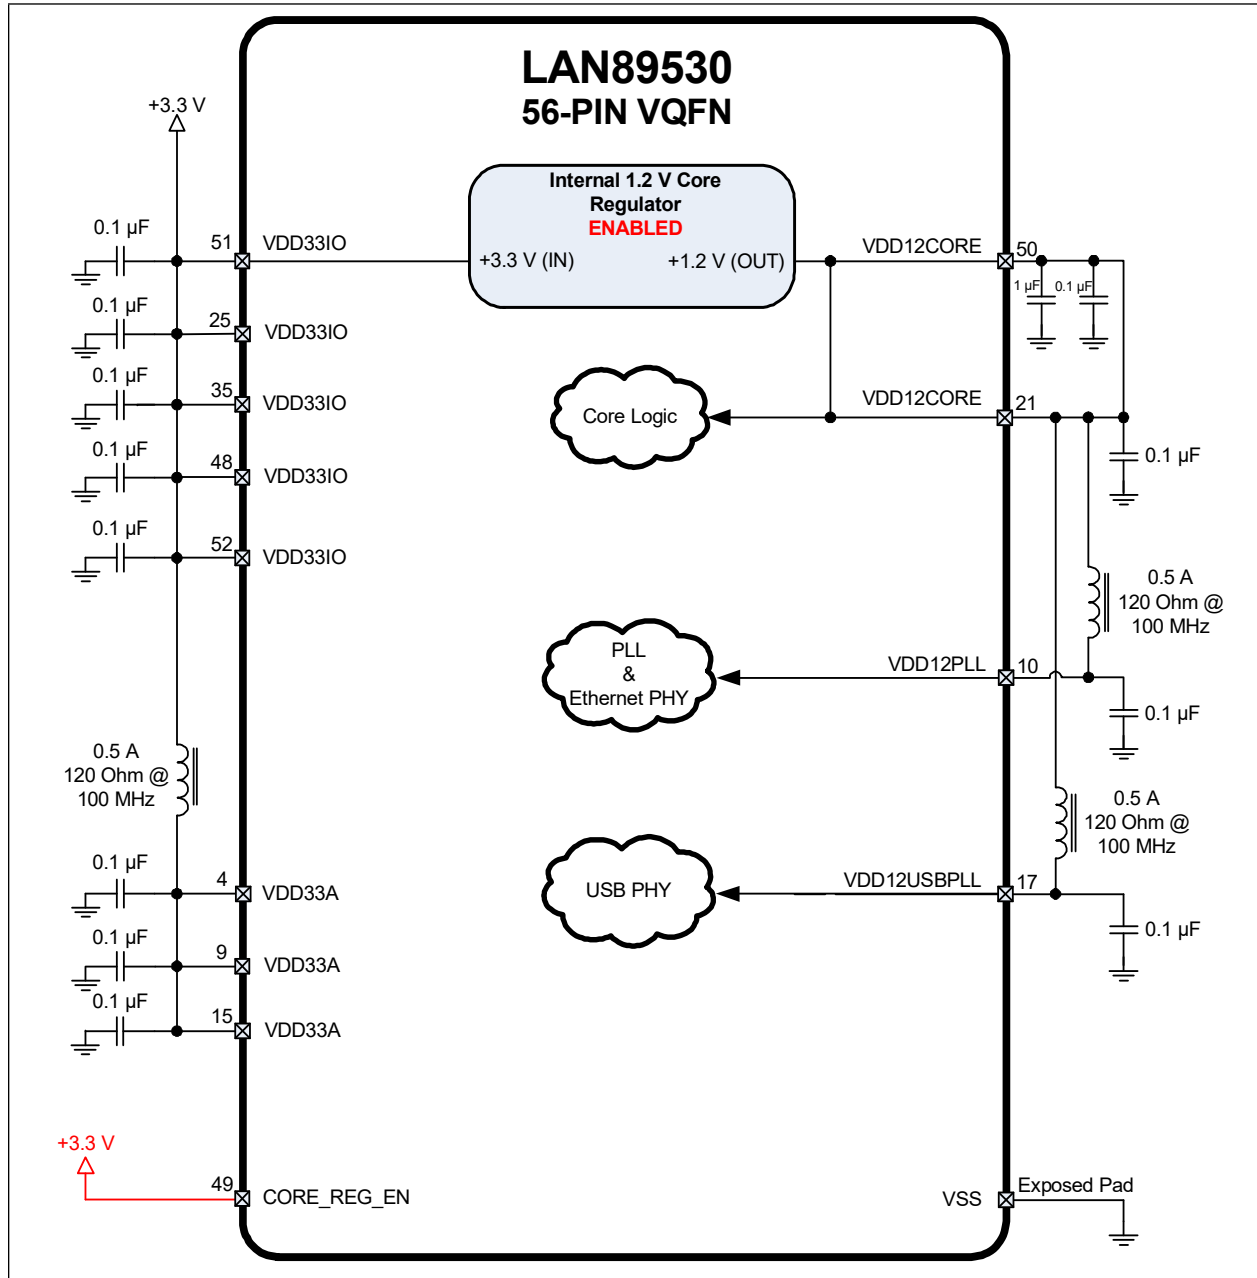 LAN89530
56-PIN VQFN
+3.3 V
Internal 1.2 V Core
Regulator
ENABLED
+3.3 V (IN)
+1.2 V (OUT)
0.1 µF
51
VDD33IO
VDD12CORE
50
1 µF
0.1 µF
0.1 µF
25
VDD33IO
0.1 µF
35
VDD33IO
Core Logic
VDD12CORE
21
0.1 µF
0.1 µF
48
VDD33IO
0.1 µF
52
VDD33IO
0.5 A
120 Ohm @
100 MHz
PLL
&
Ethernet PHY
VDD12PLL
10
0.1 µF
0.5 A
120 Ohm @
100 MHz
0.5 A
120 Ohm @
100 MHz
0.1 µF
4
VDD33A
USB PHY
VDD12USBPLL
17
0.1 µF
0.1 µF
9
VDD33A
0.1 µF
15
VDD33A
+3.3 V
49
CORE_REG_EN
VSS
Exposed Pad